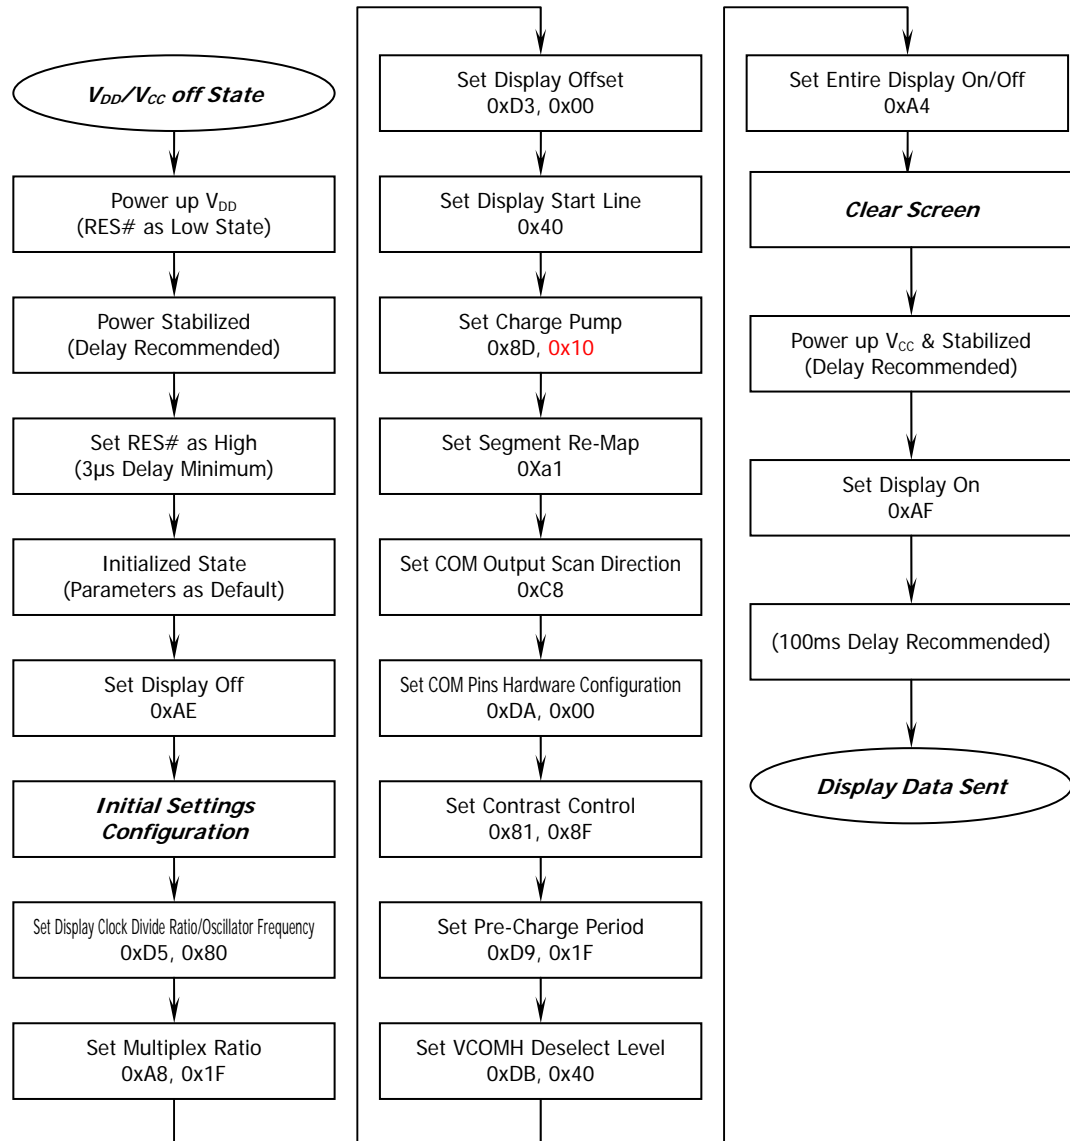 V_DD/V_CC off State
Power up V_DD
(RES# as Low State)
Power Stabilized
(Delay Recommended)
Set RES# as High
(3µs Delay Minimum)
Initialized State
(Parameters as Default)
Set Display Off
0xAE
Initial Settings
Configuration
Set Display Clock Divide Ratio/Oscillator Frequency
0xD5, 0x80
Set Multiplex Ratio
0xA8, 0x1F
Set Display Offset
0xD3, 0x00
Set Display Start Line
0x40
Set Charge Pump
0x8D, 0x10
Set Segment Re-Map
0Xa1
Set COM Output Scan Direction
0xC8
Set COM Pins Hardware Configuration
0xDA, 0x00
Set Contrast Control
0x81, 0x8F
Set Pre-Charge Period
0xD9, 0x1F
Set VCOMH Deselect Level
0xDB, 0x40
Set Entire Display On/Off
0xA4
Clear Screen
Power up V_CC & Stabilized
(Delay Recommended)
Set Display On
0xAF
(100ms Delay Recommended)
Display Data Sent